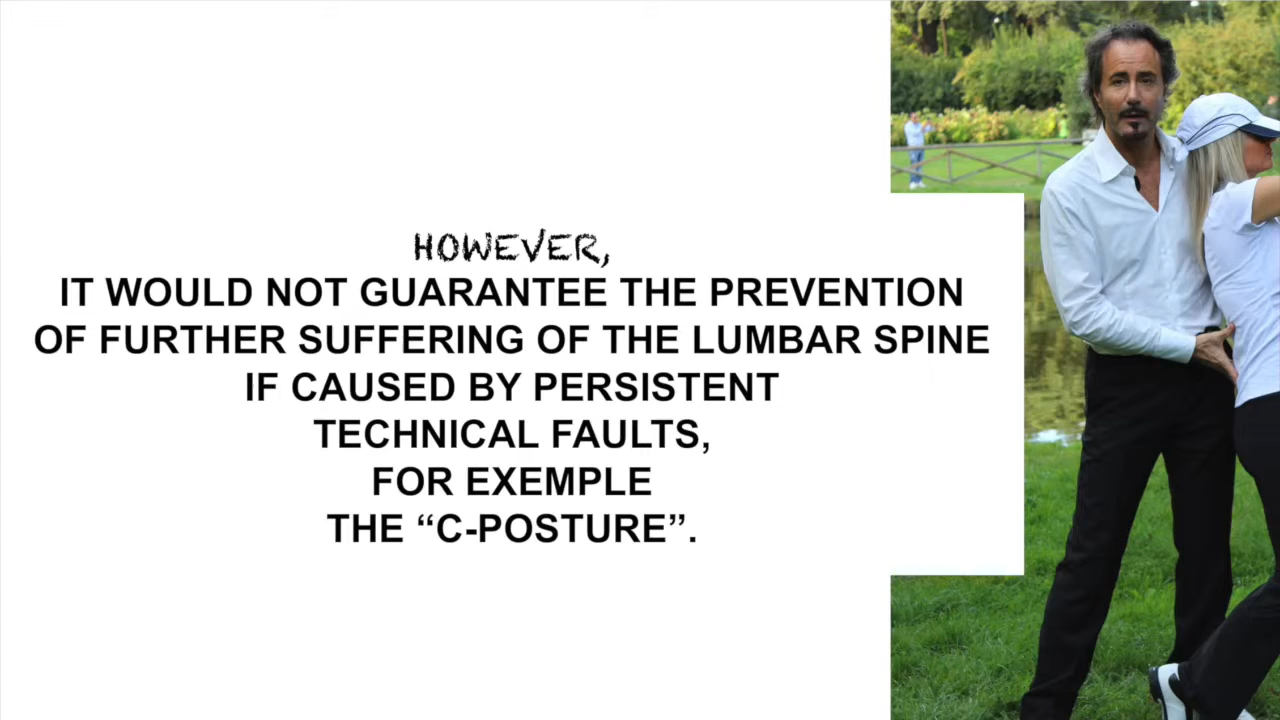 HOWEVER,
IT WOULD NOT GUARANTEE THE PREVENTION
OF FURTHER SUFFERING OF THE LUMBAR SPINE
IF CAUSED BY PERSISTENT
TECHNICAL FAULTS,
FOR EXEMPLE
THE “C-POSTURE”.